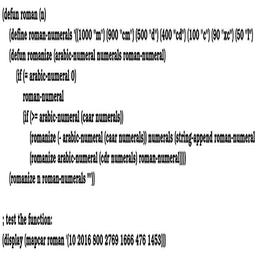 (defun roman (n)
(define roman-numerals '((1000 "m") (900 "cm") (500 "d") (400 "cd") (100 "c") (90 "xc") (50 "l")
(defun romanize (arabic-numeral numerals roman-numeral)
(if (= arabic-numeral 0)
roman-numeral
(if (>= arabic-numeral (caar numerals))
(romanize (- arabic-numeral (caar numerals)) numerals (string-append roman-numeral
(romanize arabic-numeral (cdr numerals) roman-numeral))))
(romanize n roman-numerals ""))
; test the function:
(display (mapcar roman '(10 2016 800 2769 1666 476 1453)))